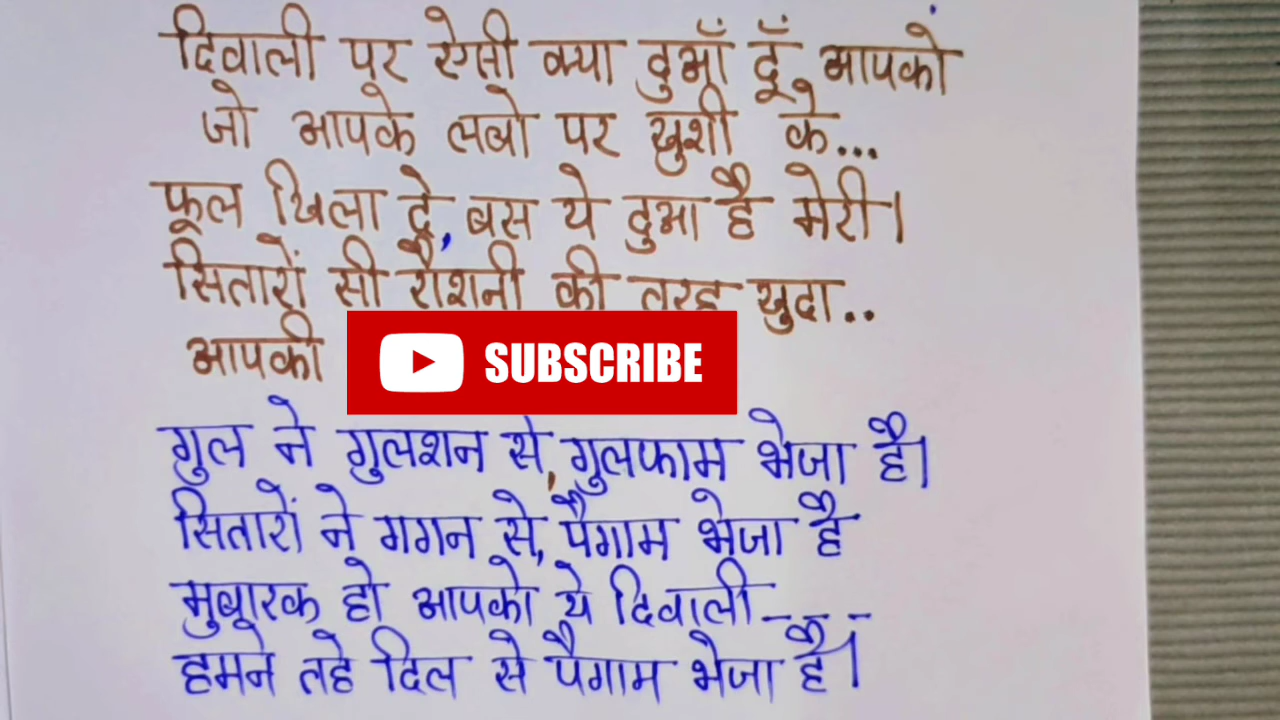 दिवाली पर ऐसी क्या दुआँ दूँ आपको
जो आपके लबो पर खुशी के...
फूल खिला दे, बस ये दुआ है मेरी।
सितारों सी रौशनी की तरह खुदा..
आपकी
SUBSCRIBE
गुल ने गुलशन से, गुलफाम भेजा है।
सितारों ने गगन से, पैगाम भेजा है
मुबारक हो आपको ये दिवाली - - -
हमने तहे दिल से पैगाम भेजा है।